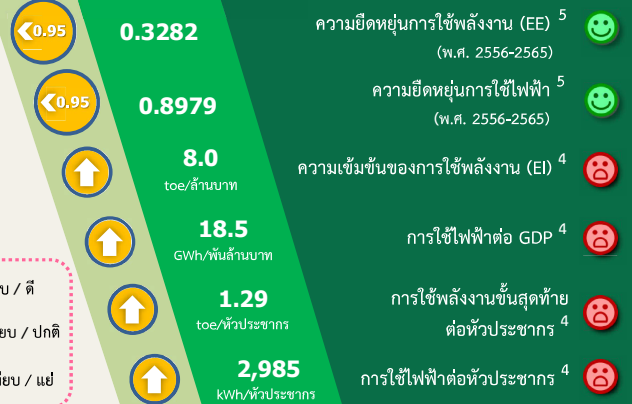 <0.95 0.3282 ความยืดหยุ่นการใช้พลังงาน (EE) 5
(พ.ศ. 2556-2565)
<0.95 0.8979 ความยืดหยุ่นการใช้ไฟฟ้า 5
(พ.ศ. 2556-2565)
8.0 ความเข้มข้นของการใช้พลังงาน (EI) 4
toe/ล้านบาท
18.5 การใช้ไฟฟ้าต่อ GDP 4
GWh/พันล้านบาท
1.29 การใช้พลังงานขั้นสุดท้าย
toe/หัวประชากร ต่อหัวประชากร 4
2,985 การใช้ไฟฟ้าต่อหัวประชากร 4
kWh/หัวประชากร
/ ดี
/ ปกติ
/ แย่